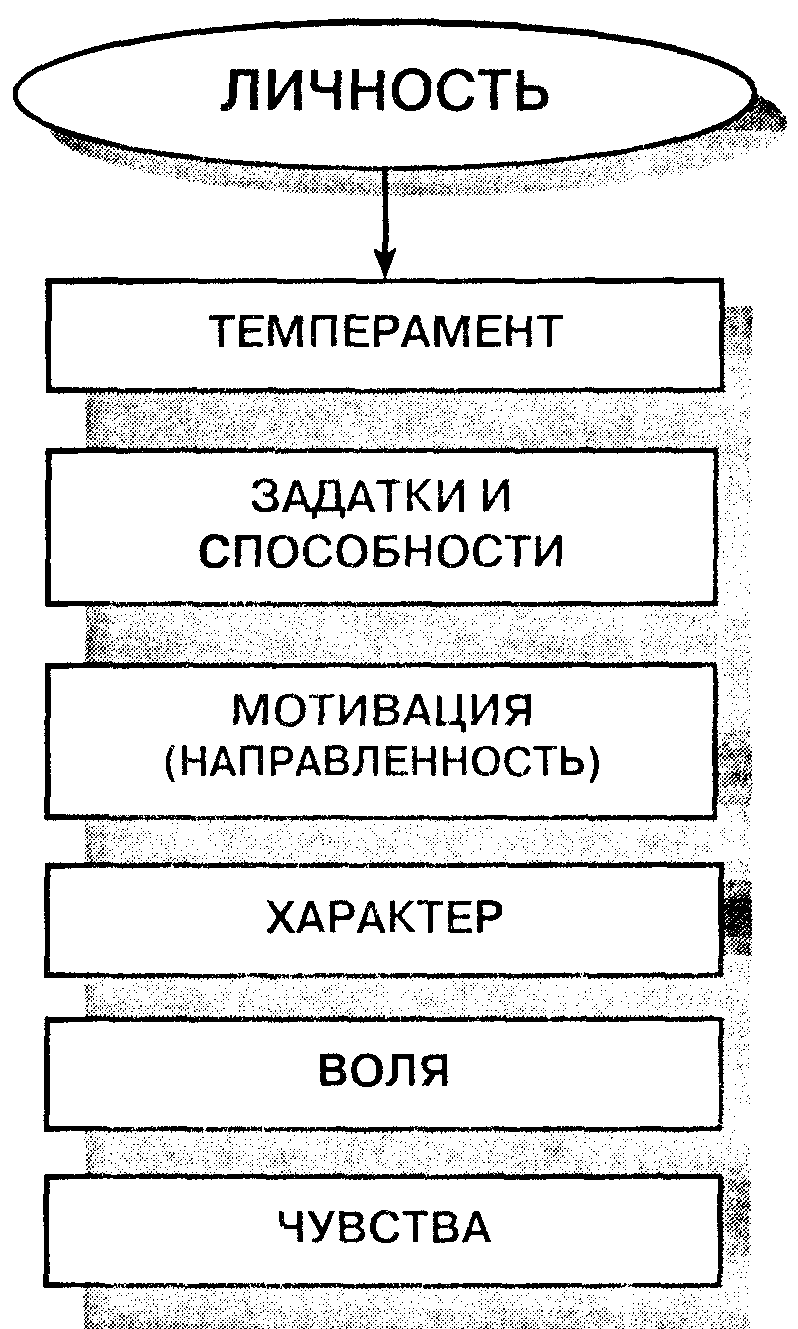 ЛИЧНОСТЬ
ТЕМПЕРАМЕНТ
ЗАДАТКИ И
СПОСОБНОСТИ
МОТИВАЦИЯ
(НАПРАВЛЕННОСТЬ)
ХАРАКТЕР
ВОЛЯ
ЧУВСТВА